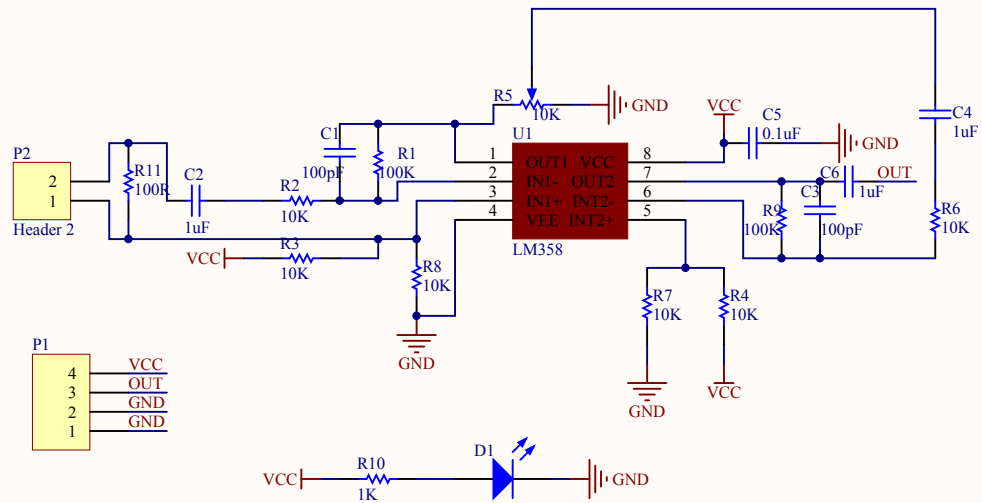 R5
10K
GND
U1
VCC
C5
0.1uF
GND
C4
1uF
C1
100pF
R1
100K
P2
2
1
Header 2
R11
100R
C2
1uF
R2
10K
1
2
3
4
OUT1
IN1-
IN1+
VEE
VCC
OUT2
INT2-
INT2+
8
7
6
5
LM358
C6
1uF
OUT
R9
100K
C3
100pF
R6
10K
VCC
R3
10K
R8
10K
GND
R7
10K
R4
10K
GND
VCC
P1
4
3
2
1
VCC
OUT
GND
GND
VCC
R10
1K
D1
GND